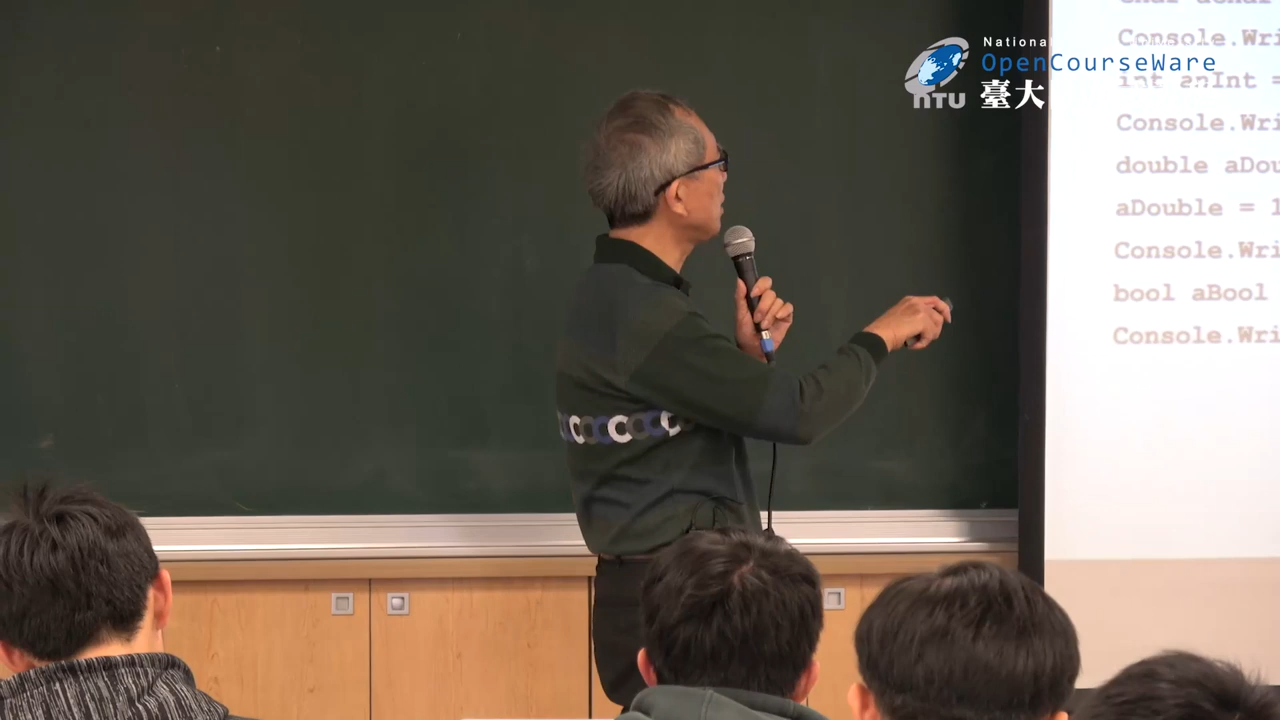 National
OpenCourseWare
NTU 臺大
Console.Wri
int anInt =
Console.Wri
double aDou
aDouble = 1
Console.Wri
bool aBool
Console.Wri